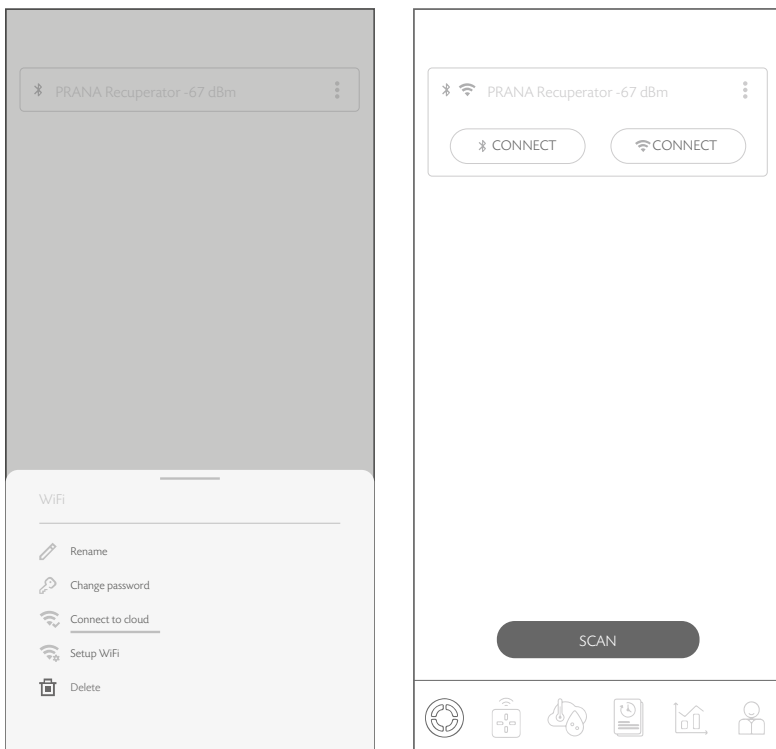 PRANA Recuperator -67 dBm
WiFi
Rename
Change password
Connect to cloud
Setup WiFi
Delete
PRANA Recuperator -67 dBm
CONNECT
CONNECT
SCAN